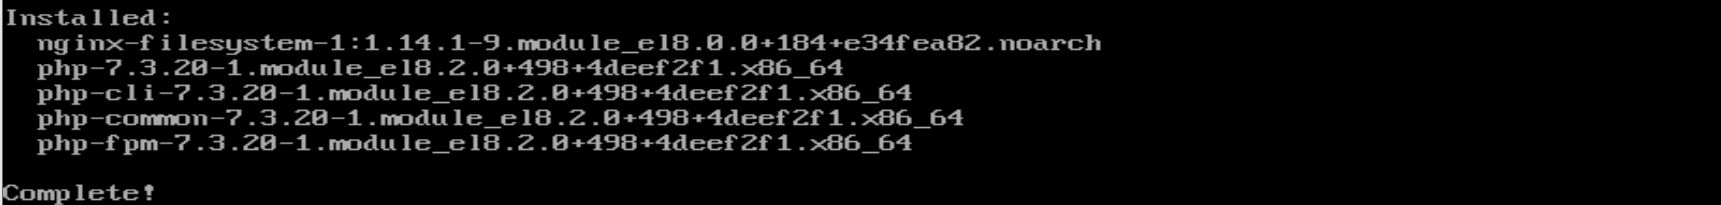 Installed:
nginx-filesystem-1:1.14.1-9.module_el8.0.0+184+e34fea82.noarch
php-7.3.20-1.module_el8.2.0+498+4deef2f1.x86_64
php-cli-7.3.20-1.module_el8.2.0+498+4deef2f1.x86_64
php-common-7.3.20-1.module_el8.2.0+498+4deef2f1.x86_64
php-fpm-7.3.20-1.module_el8.2.0+498+4deef2f1.x86_64
Complete!